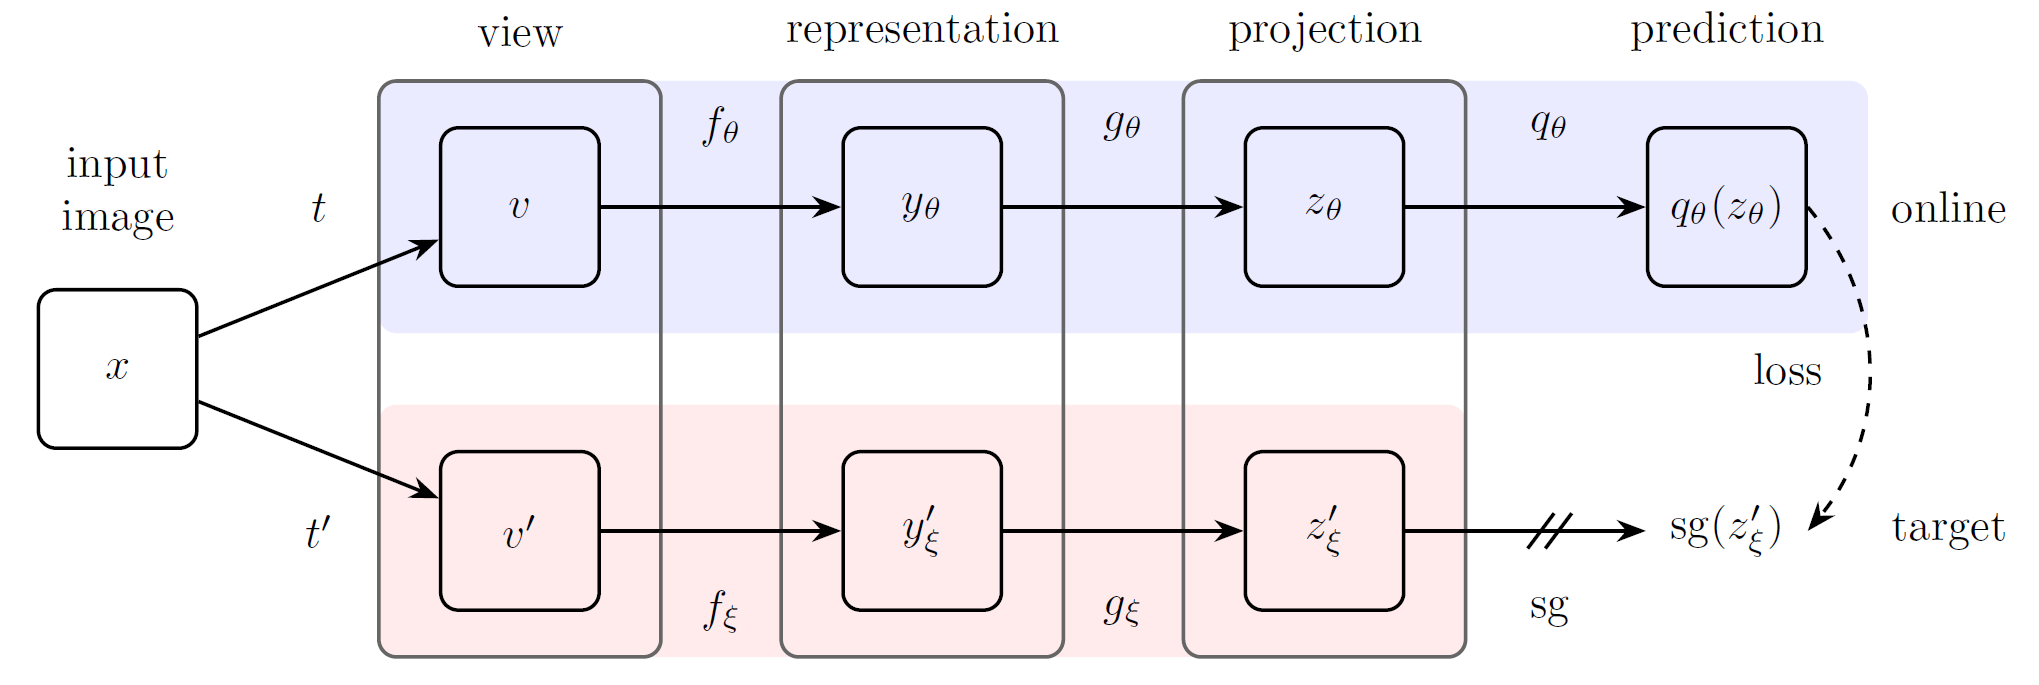 view
representation
projection
prediction
input
image
t
f_θ
g_θ
q_θ
v
y_θ
z_θ
q_θ(z_θ)
online
x
loss
t′
v′
y′_ξ
z′_ξ
sg(z′_ξ)
target
f_ξ
g_ξ
sg